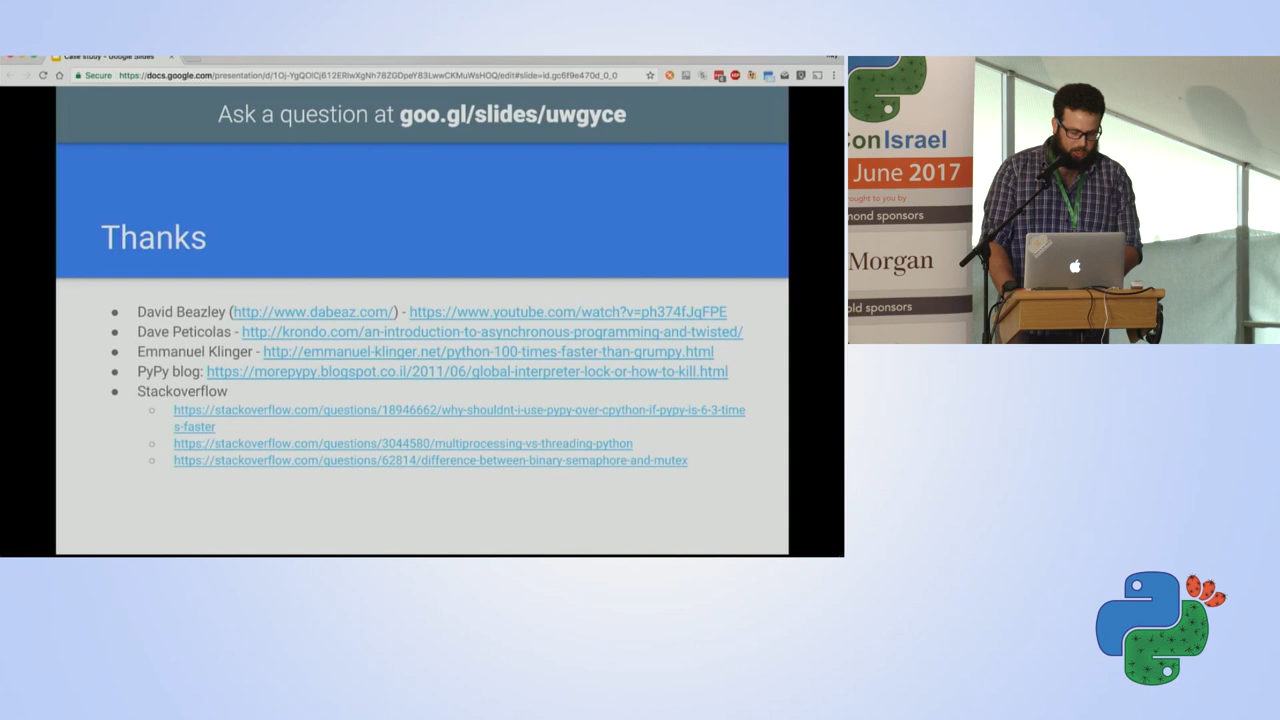 Case study - Google Slides
Secure
https://docs.google.com/presentation/d/1Oj-YgQOlCj612ERIwXgNh78ZGDpeYB3LwwCKMuWsHOQ/edit#slide=id.gc6f9e470d_0_0
Ask a question at goo.gl/slides/uwgyce
Thanks
David Beazley (http://www.dabeaz.com/) - https://www.youtube.com/watch?v=ph374fJqFPE
Dave Peticolas - http://krondo.com/an-introduction-to-asynchronous-programming-and-twisted/
Emmanuel Klinger - http://emmanuel-klinger.net/python-100-times-faster-than-grumpy.html
PyPy blog: https://morepypy.blogspot.co.il/2011/06/global-interpreter-lock-or-how-to-kill.html
Stackoverflow
https://stackoverflow.com/questions/18946662/why-shouldnt-i-use-pypy-over-cpython-if-pypy-is-6-3-time
s-faster
https://stackoverflow.com/questions/3044580/multiprocessing-vs-threading-python
https://stackoverflow.com/questions/62814/difference-between-binary-semaphore-and-mutex
onIsrael
June 2017
ought to you by
mond sponsors
Morgan
old sponsors